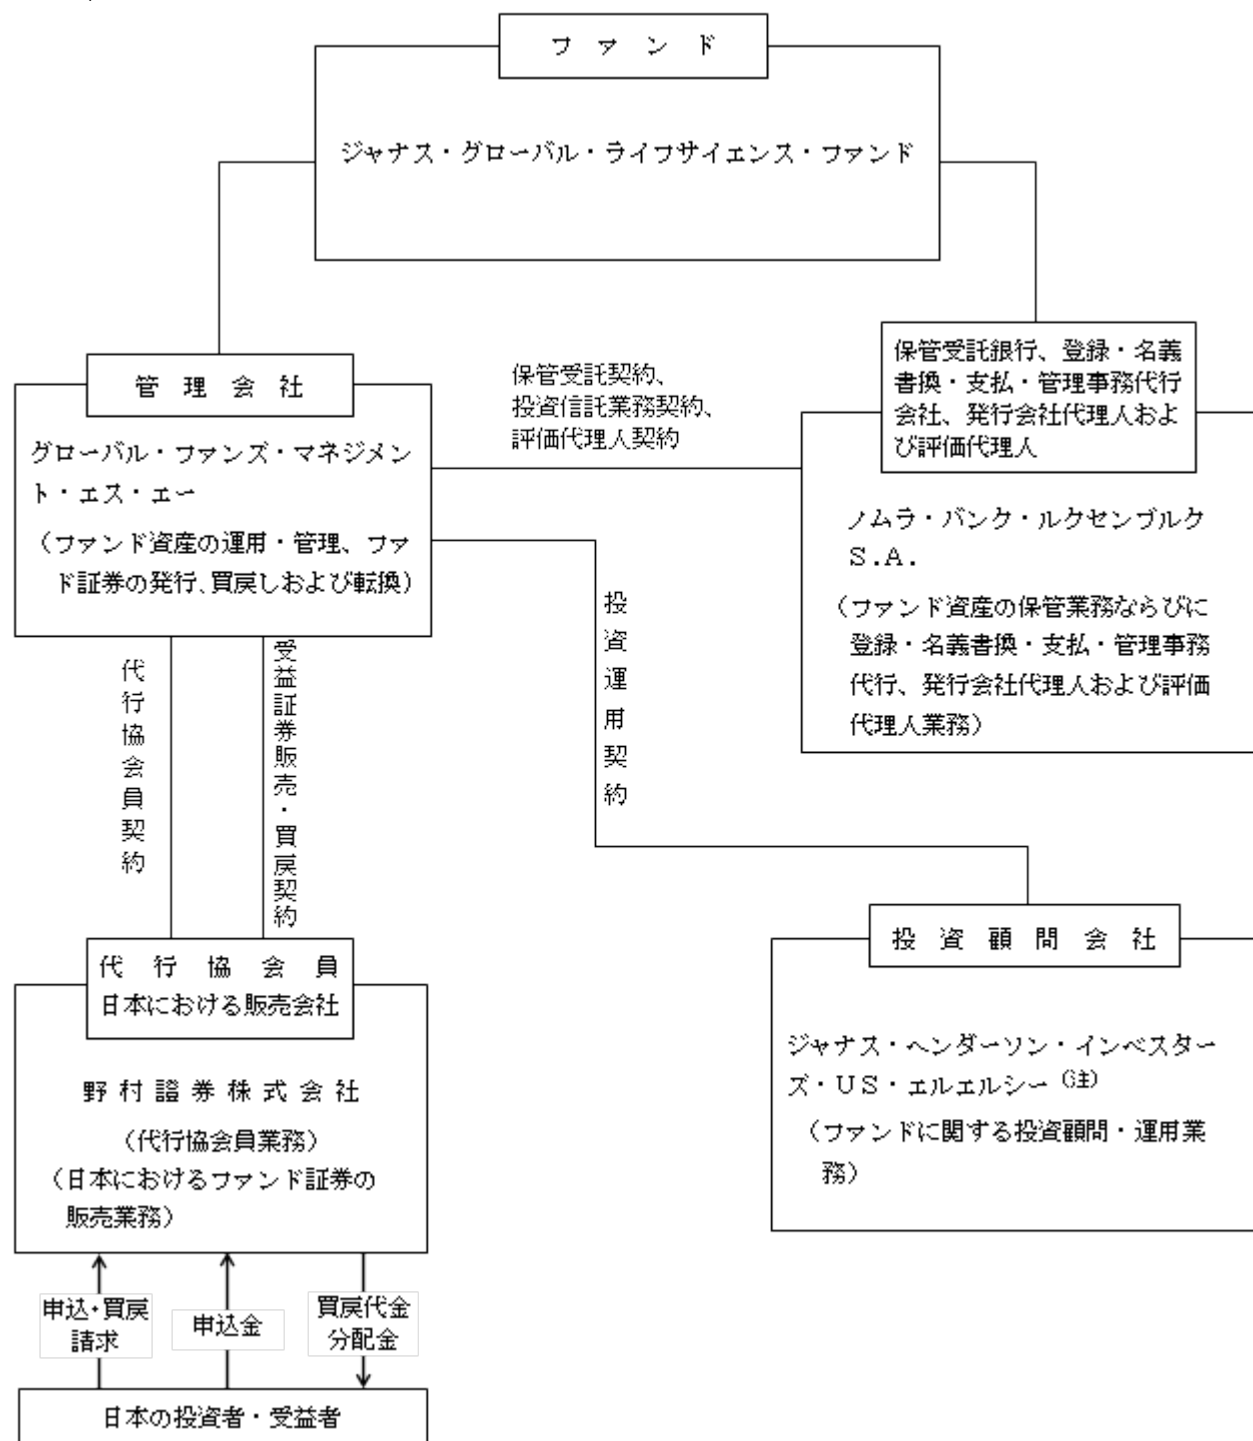 ファンド
ジャナス・グローバル・ライフサイエンス・ファンド
管理会社
グローバル・ファンズ・マネジメン
ト・エス・エー
（ファンド資産の運用・管理、ファ
ド証券の発行、買戻しおよび転換）
保管受託契約、
投資信託業務契約、
評価代理人契約
保管受託銀行、登録・名義
書換・支払・管理事務代行
会社、発行会社代理人およ
び評価代理人
ノムラ・バンク・ルクセンブルク
Ｓ.Ａ.
（ファンド資産の保管業務ならびに
登録・名義書換・支払・管理事務
代行、発行会社代理人および評価
代理人業務）
代行協会員契約
受益証券販売・買戻契約
投資運用契約
代行協会員
日本における販売会社
野村證券株式会社
（代行協会員業務）
（日本におけるファンド証券の
販売業務）
投資顧問会社
ジャナス・ヘンダーソン・インベスター
ズ・ＵＳ・エルエルシー（注）
（ファンドに関する投資顧問・運用業
務）
申込・買戻
請求
申込金
買戻代金
分配金
日本の投資者・受益者